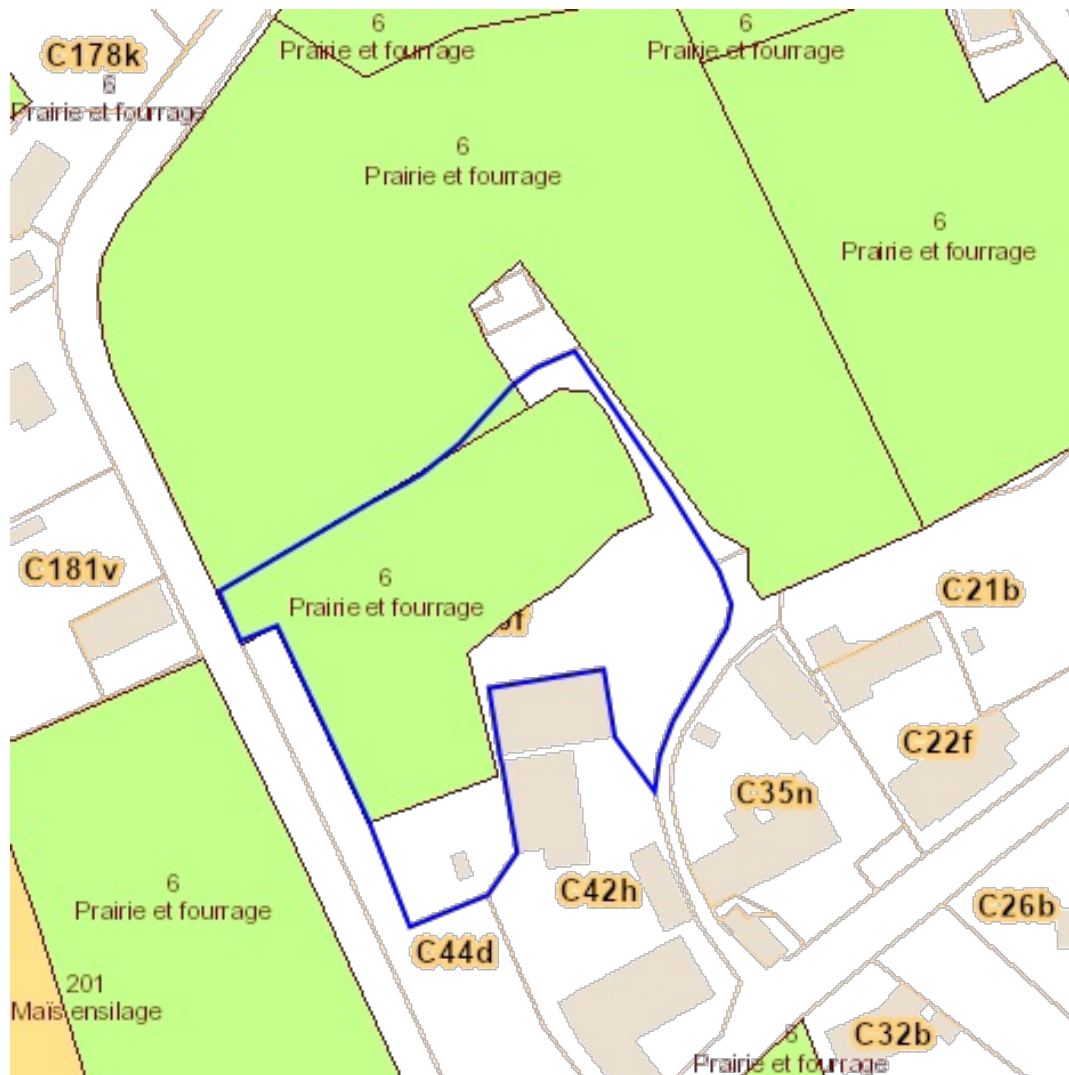 6
Prairie et fourrage
6
Prairie et fourrage
C178k
6
Prairie et fourrage
6
Prairie et fourrage
6
Prairie et fourrage
C181v
6
Prairie et fourrage
C21b
C22f
C35n
6
Prairie et fourrage
C42h
C26b
C44d
201
Maïs ensilage
6
C32b
Prairie et fourrage